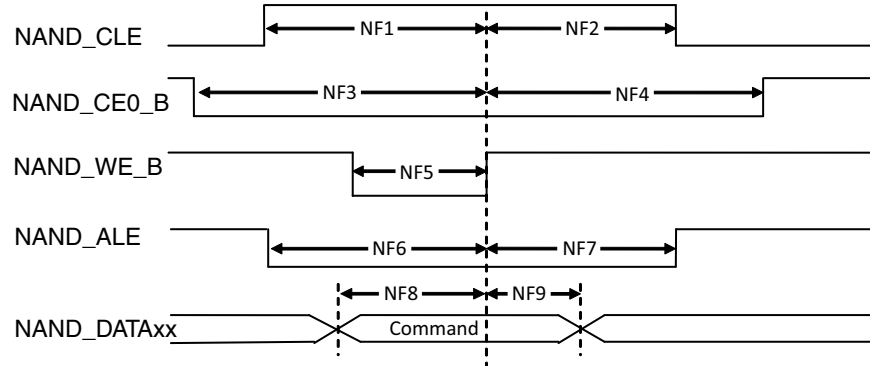 NAND_CLE NF1 NF2
NAND_CE0_B NF3 NF4
NAND_WE_B NF5
NAND_ALE NF6 NF7
NF8 NF9
NAND_DATAxx Command